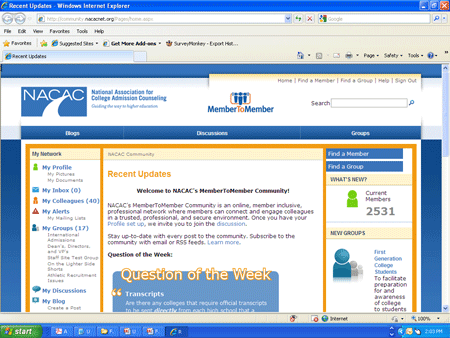 Recent Updates - Windows Internet Explorer
http://community.nacacnet.org/Pages/home.aspx
Google
File Edit View Favorites Tools Help
Favorites Suggested Sites Get More Add-ons SurveyMonkey - Export Hot...
Recent Updates
Page Safety Tools
Home | Find a Member | Find a Group | Help | Sign Out
NACAC
National Association for
College Admission Counseling
Guiding the way to higher education
MemberToMember
Search
Blogs Discussions Groups
My Network
My Profile
My Pictures
My Documents
My Inbox (0)
My Colleagues (40)
My Alerts
My Mailing Lists
My Groups (17)
International
Admissions
Dean's, Directors,
and VP's
Staff Site Test Group
On the Lighter Side
Shorts
Athletic Recruitment
Issues
My Discussions
My Blog
Create a Post
NACAC Community
Recent Updates
Welcome to NACAC's MemberToMember Community!
NACAC's MemberToMember Community is an online, member inclusive,
professional network where members can connect and engage colleagues
in a trusted, professional, and secure environment. Once you have your
Profile set up, we invite you to join the discussion.
Stay up-to-date with every post to the community. Subscribe to the
community with email or RSS feeds. Learn more.
Question of the Week:
Question of the Week
Transcripts
Are there any colleges that require official transcripts
to be sent directly from each high school that a
Find a Member
Find a Group
WHAT'S NEW?
Current
Members
2531
NEW GROUPS
First
Generation
College
Students
To facilitate
preparation
for and
awareness of
college to
students
Internet 100%
start 2:03 PM